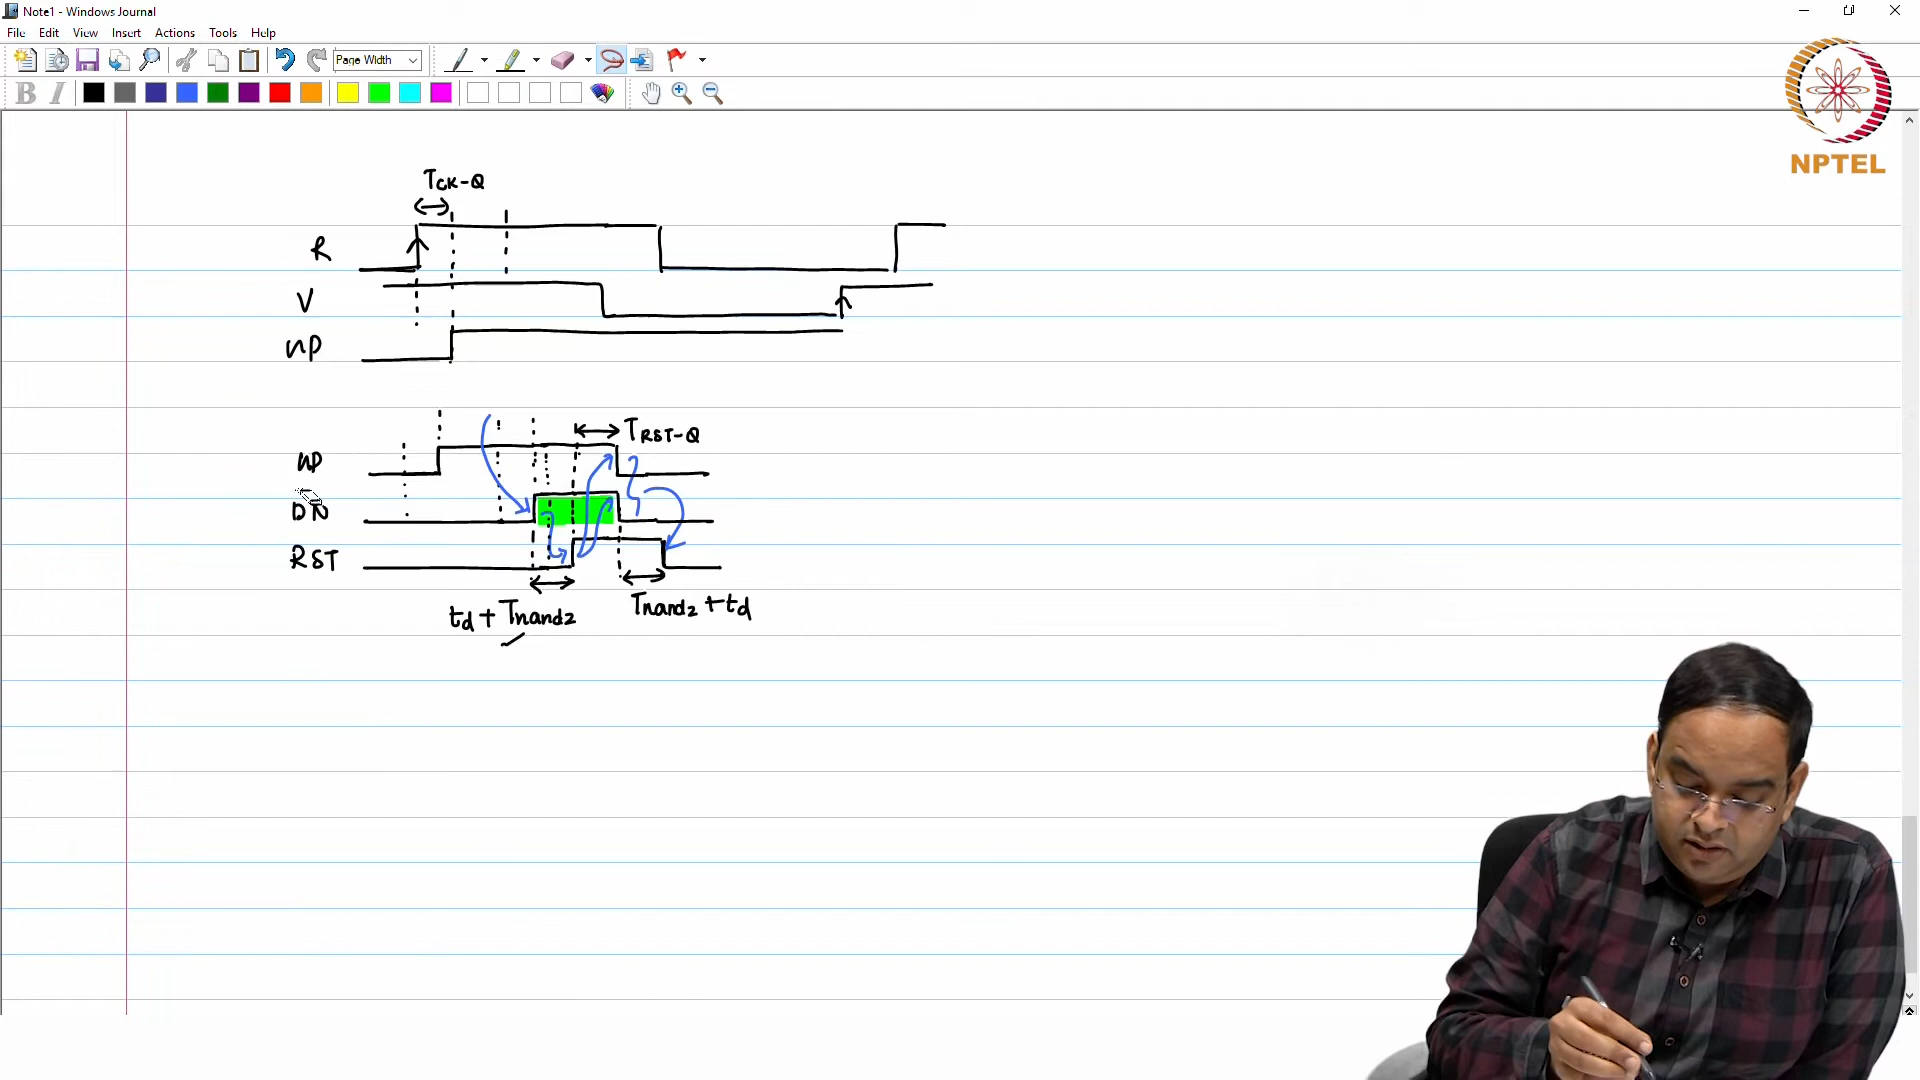 Note1 - Windows Journal
File Edit View Insert Actions Tools Help
Page Width
B I
NPTEL
TCK-Q
R
V
UP
TRST-Q
UP
DN
RST
td + Tnand2
Tnand2 + td